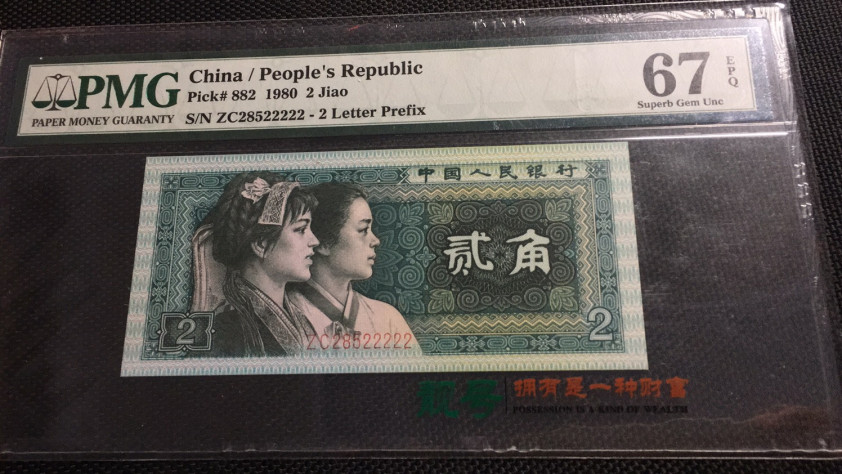 PMG
PAPER MONEY GUARANTY
China / People's Republic
Pick# 882 1980 2 Jiao
S/N ZC28522222 - 2 Letter Prefix
67 EPQ
Superb Gem Unc
中国人民银行
贰角
2
ZC28522222
2
靓号
拥有是一种财富
POSSESSION IS A KIND OF WEALTH